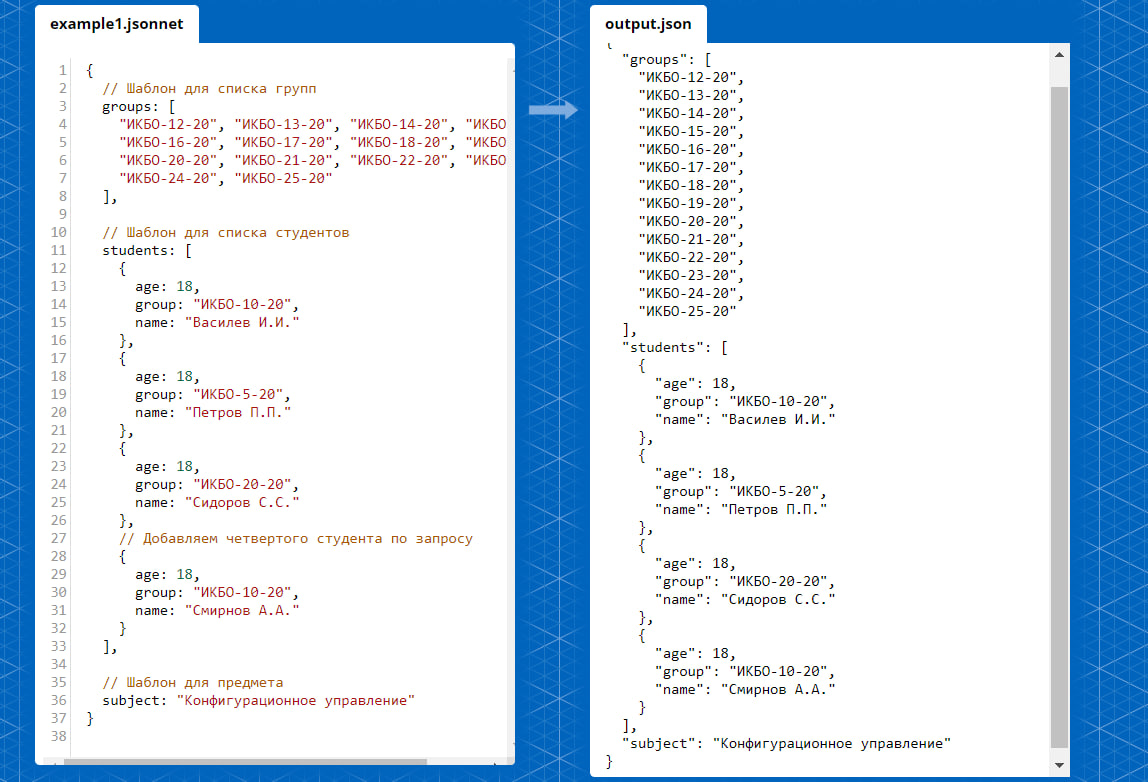 example1.jsonnet
1 {
2 // Шаблон для списка групп
3 groups: [
4 "ИКБО-12-20", "ИКБО-13-20", "ИКБО-14-20", "ИКБО
5 "ИКБО-16-20", "ИКБО-17-20", "ИКБО-18-20", "ИКБО
6 "ИКБО-20-20", "ИКБО-21-20", "ИКБО-22-20", "ИКБО
7 "ИКБО-24-20", "ИКБО-25-20"
8 ],
9
10 // Шаблон для списка студентов
11 students: [
12 {
13 age: 18,
14 group: "ИКБО-10-20",
15 name: "Василев И.И."
16 },
17 {
18 age: 18,
19 group: "ИКБО-5-20",
20 name: "Петров П.П."
21 },
22 {
23 age: 18,
24 group: "ИКБО-20-20",
25 name: "Сидоров С.С."
26 },
27 // Добавляем четвертого студента по запросу
28 {
29 age: 18,
30 group: "ИКБО-10-20",
31 name: "Смирнов А.А."
32 }
33 ],
34
35 // Шаблон для предмета
36 subject: "Конфигурационное управление"
37 }
38
output.json
{
"groups": [
"ИКБО-12-20",
"ИКБО-13-20",
"ИКБО-14-20",
"ИКБО-15-20",
"ИКБО-16-20",
"ИКБО-17-20",
"ИКБО-18-20",
"ИКБО-19-20",
"ИКБО-20-20",
"ИКБО-21-20",
"ИКБО-22-20",
"ИКБО-23-20",
"ИКБО-24-20",
"ИКБО-25-20"
],
"students": [
{
"age": 18,
"group": "ИКБО-10-20",
"name": "Василев И.И."
},
{
"age": 18,
"group": "ИКБО-5-20",
"name": "Петров П.П."
},
{
"age": 18,
"group": "ИКБО-20-20",
"name": "Сидоров С.С."
},
{
"age": 18,
"group": "ИКБО-10-20",
"name": "Смирнов А.А."
}
],
"subject": "Конфигурационное управление"
}